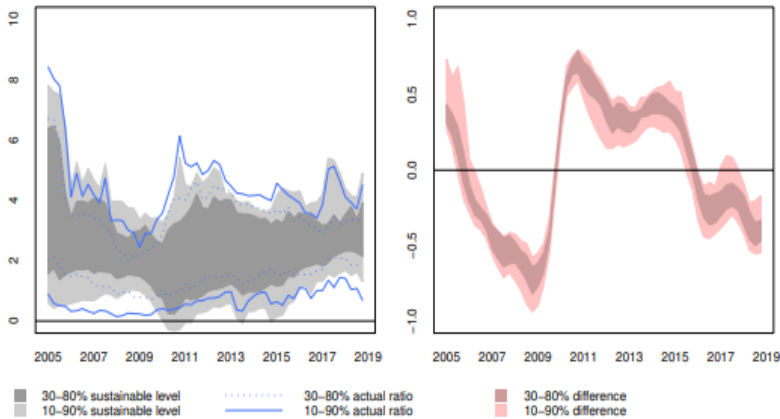 10
8
6
4
2
0
2005 2007 2009 2011 2013 2015 2017 2019
1.0
0.5
0.0
−0.5
−1.0
2005 2007 2009 2011 2013 2015 2017 2019
30−80% sustainable level 30−80% actual ratio 30−80% difference
10−90% sustainable level 10−90% actual ratio 10−90% difference